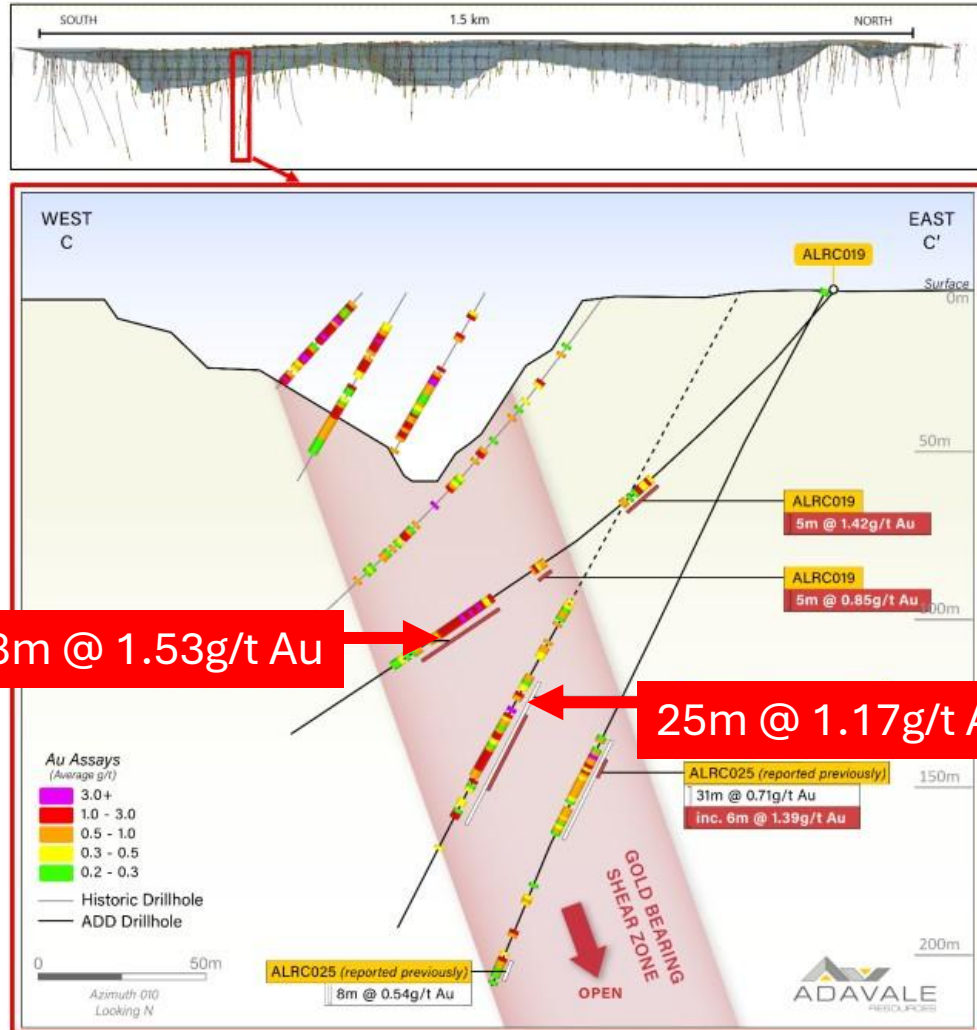 SOUTH
1.5 km
NORTH
WEST
C
EAST
C'
ALRC019
Surface
0m
50m
ALRC019
5m @ 1.42g/t Au
ALRC019
5m @ 0.85g/t Au
100m
3m @ 1.53g/t Au
25m @ 1.17g/t A
Au Assays
(Average g/t)
3.0+
1.0 - 3.0
0.5 - 1.0
0.3 - 0.5
0.2 - 0.3
Historic Drillhole
ADD Drillhole
0
50m
Azimuth 010
Looking N
ALRC025 (reported previously)
31m @ 0.71g/t Au
inc. 6m @ 1.39g/t Au
150m
GOLD BEARING
SHEAR ZONE
OPEN
ALRC025 (reported previously)
8m @ 0.54g/t Au
200m
ADAVALE
RESOURCES